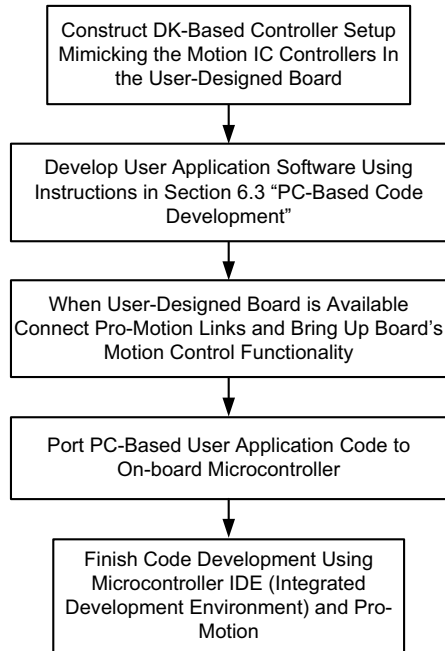 Construct DK-Based Controller Setup
Mimicking the Motion IC Controllers In
the User-Designed Board
Develop User Application Software Using
Instructions in Section 6.3 “PC-Based Code
Development”
When User-Designed Board is Available
Connect Pro-Motion Links and Bring Up Board’s
Motion Control Functionality
Port PC-Based User Application Code to
On-board Microcontroller
Finish Code Development Using
Microcontroller IDE (Integrated
Development Environment) and Pro-
Motion